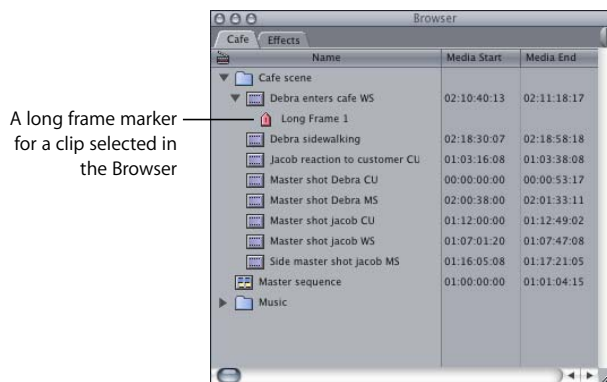 Browser
Cafe Effects
Name Media Start Media End
Cafe scene
Debra enters cafe WS 02:10:40:13 02:11:18:17
Long Frame 1
Debra sidewalking 02:18:30:07 02:18:58:18
Jacob reaction to customer CU 01:03:16:08 01:03:38:08
Master shot Debra CU 00:00:00:00 00:00:53:17
Master shot Debra MS 02:00:38:00 02:01:33:11
Master shot jacob CU 01:12:00:00 01:12:49:02
Master shot jacob WS 01:07:01:20 01:07:47:08
Side master shot jacob MS 01:16:05:08 01:17:21:05
Master sequence 01:00:00:00 01:01:04:15
Music
A long frame marker
for a clip selected in
the Browser